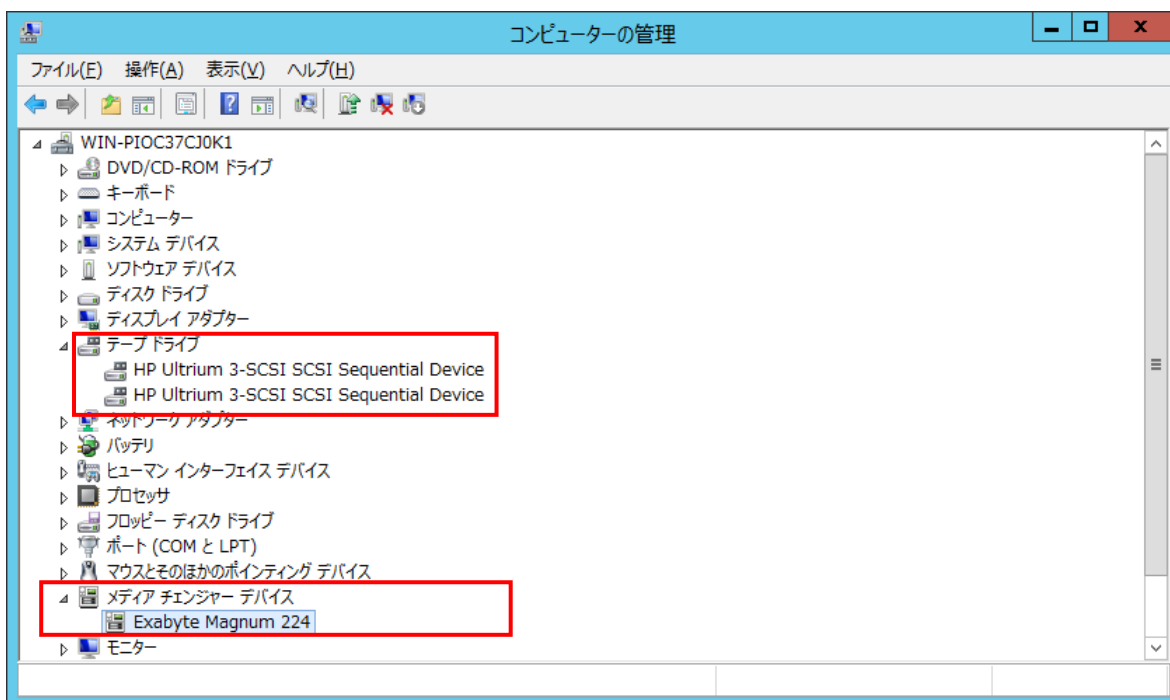 コンピューターの管理
ファイル(F) 操作(A) 表示(V) ヘルプ(H)
WIN-PIOC37CJ0K1
DVD/CD-ROM ドライブ
キーボード
コンピューター
システム デバイス
ソフトウェア デバイス
ディスク ドライブ
ディスプレイ アダプター
テープ ドライブ
HP Ultrium 3-SCSI SCSI Sequential Device
HP Ultrium 3-SCSI SCSI Sequential Device
ネットワーク アダプター
バッテリ
ヒューマン インターフェイス デバイス
プロセッサ
フロッピー ディスク ドライブ
ポート (COM と LPT)
マウスとそのほかのポインティング デバイス
メディア チェンジャー デバイス
Exabyte Magnum 224
モニター